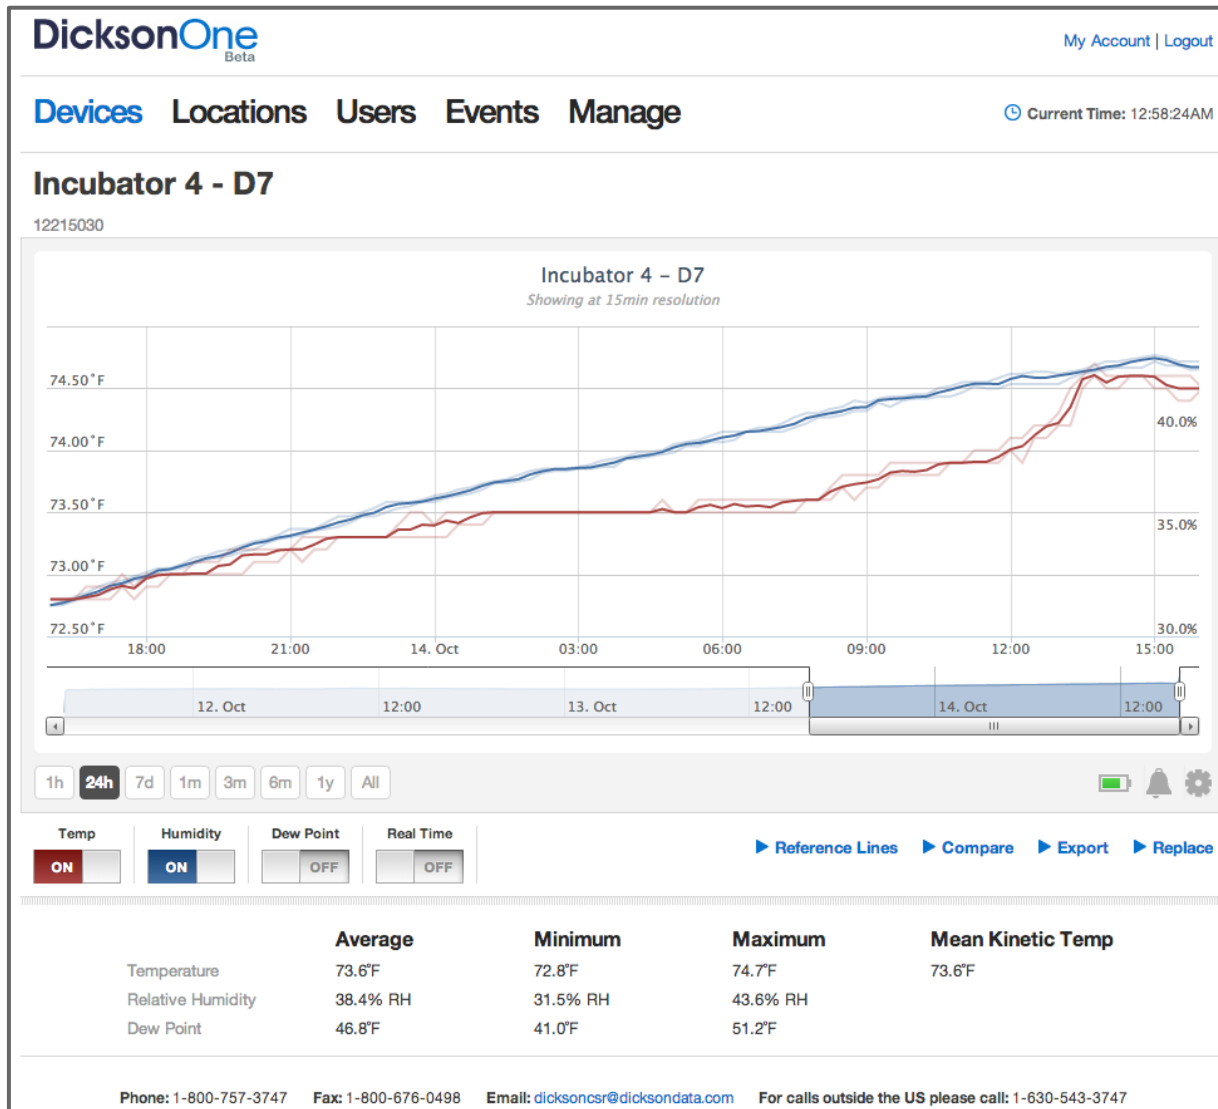 DicksonOne
Beta
My Account | Logout
Devices Locations Users Events Manage
Current Time: 12:58:24AM
Incubator 4 - D7
12215030
Incubator 4 – D7
Showing at 15min resolution
74.50°F
40.0%
74.00°F
73.50°F
35.0%
73.00°F
72.50°F
30.0%
18:00 21:00 14. Oct 03:00 06:00 09:00 12:00 15:00
12. Oct 12:00 13. Oct 12:00 14. Oct 12:00
1h 24h 7d 1m 3m 6m 1y All
Temp Humidity Dew Point Real Time
ON ON OFF OFF
Reference Lines Compare Export Replace
Average Minimum Maximum Mean Kinetic Temp
Temperature 73.6°F 72.8°F 74.7°F 73.6°F
Relative Humidity 38.4% RH 31.5% RH 43.6% RH
Dew Point 46.8°F 41.0°F 51.2°F
Phone: 1-800-757-3747 Fax: 1-800-676-0498 Email: dicksoncsr@dicksondata.com For calls outside the US please call: 1-630-543-3747